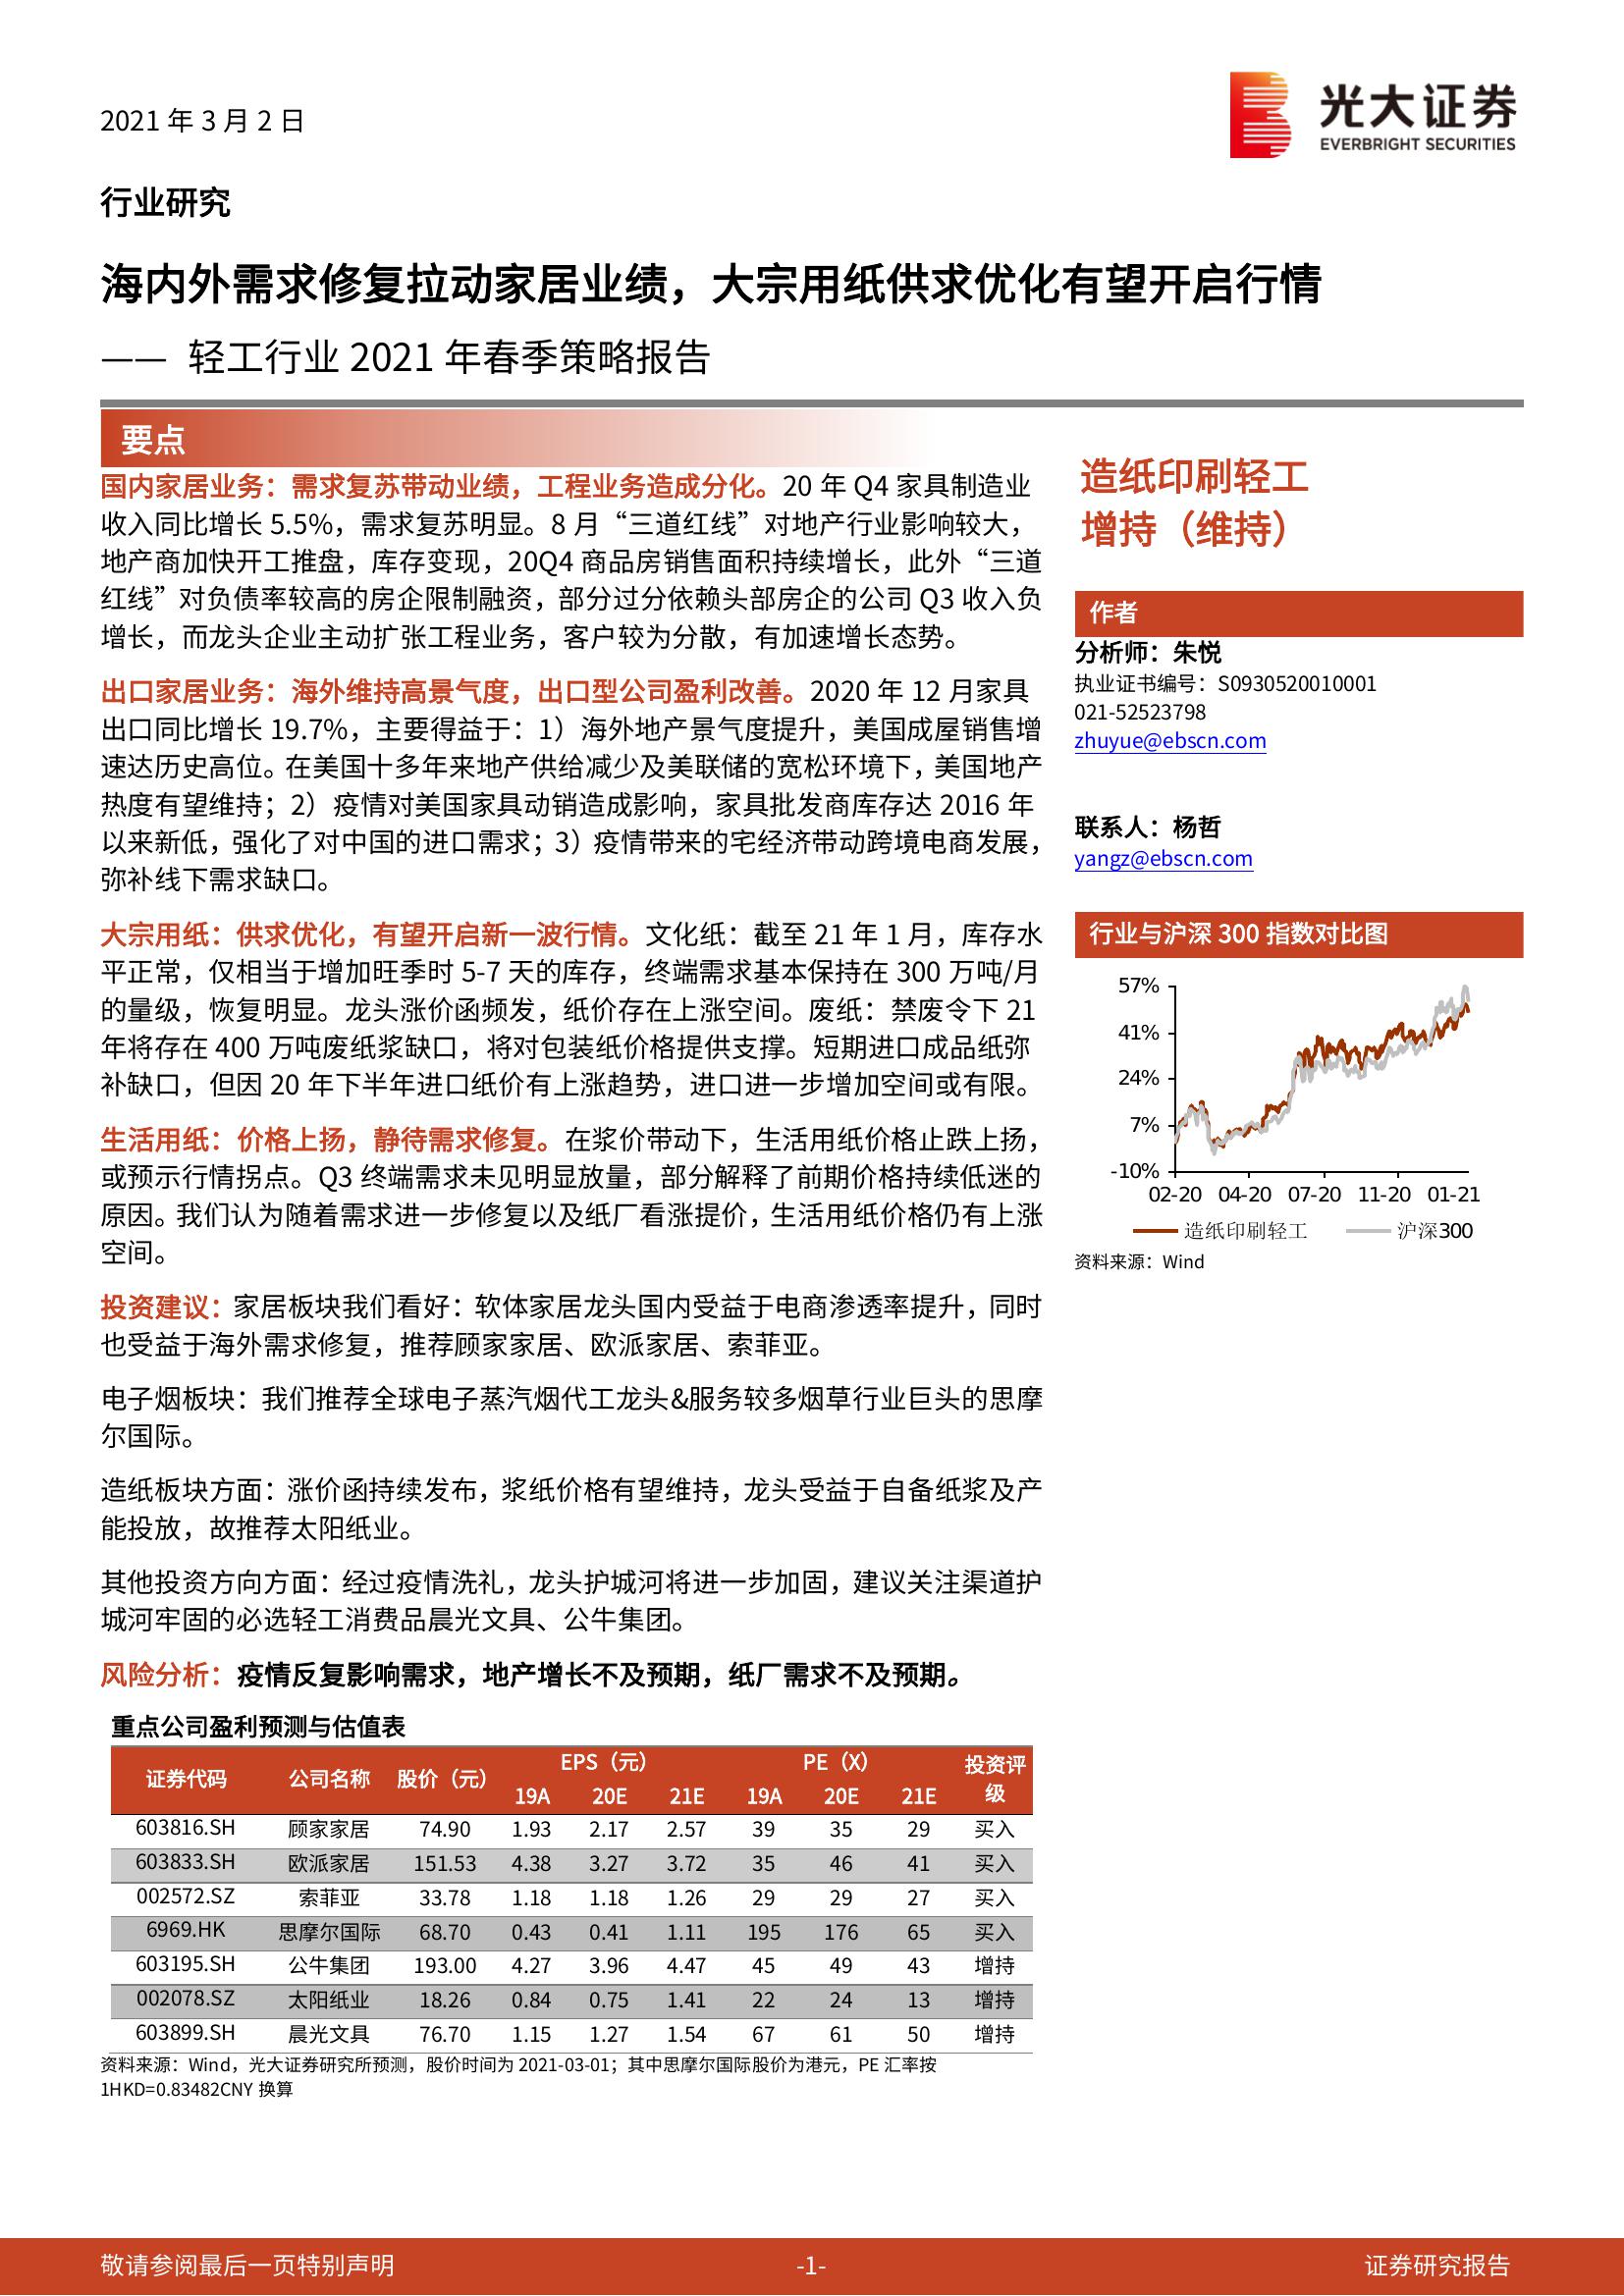 2021 年 3 月 2 日
光大证券
EVERBRIGHT SECURITIES
行业研究
海内外需求修复拉动家居业绩，大宗用纸供求优化有望开启行情
—— 轻工行业 2021 年春季策略报告
要点
国内家居业务：需求复苏带动业绩，工程业务造成分化。20 年 Q4 家具制造业
收入同比增长 5.5%，需求复苏明显。8 月“三道红线”对地产行业影响较大，
地产商加快开工推盘，库存变现，20Q4 商品房销售面积持续增长，此外“三道
红线”对负债率较高的房企限制融资，部分过分依赖头部房企的公司 Q3 收入负
增长，而龙头企业主动扩张工程业务，客户较为分散，有加速增长态势。
出口家居业务：海外维持高景气度，出口型公司盈利改善。2020 年 12 月家具
出口同比增长 19.7%，主要得益于：1）海外地产景气度提升，美国成屋销售增
速达历史高位。在美国十多年来地产供给减少及美联储的宽松环境下，美国地产
热度有望维持；2）疫情对美国家具动销造成影响，家具批发商库存达 2016 年
以来新低，强化了对中国的进口需求；3）疫情带来的宅经济带动跨境电商发展，
弥补线下需求缺口。
大宗用纸：供求优化，有望开启新一波行情。文化纸：截至 21 年 1 月，库存水
平正常，仅相当于增加旺季时 5-7 天的库存，终端需求基本保持在 300 万吨/月
的量级，恢复明显。龙头涨价函频发，纸价存在上涨空间。废纸：禁废令下 21
年将存在 400 万吨废纸浆缺口，将对包装纸价格提供支撑。短期进口成品纸弥
补缺口，但因 20 年下半年进口纸价有上涨趋势，进口进一步增加空间或有限。
生活用纸：价格上扬，静待需求修复。在浆价带动下，生活用纸价格止跌上扬，
或预示行情拐点。Q3 终端需求未见明显放量，部分解释了前期价格持续低迷的
原因。我们认为随着需求进一步修复以及纸厂看涨提价，生活用纸价格仍有上涨
空间。
投资建议：家居板块我们看好：软体家居龙头国内受益于电商渗透率提升，同时
也受益于海外需求修复，推荐顾家家居、欧派家居、索菲亚。
电子烟板块：我们推荐全球电子蒸汽烟代工龙头&服务较多烟草行业巨头的思摩
尔国际。
造纸板块方面：涨价函持续发布，浆纸价格有望维持，龙头受益于自备纸浆及产
能投放，故推荐太阳纸业。
其他投资方向方面：经过疫情洗礼，龙头护城河将进一步加固，建议关注渠道护
城河牢固的必选轻工消费品晨光文具、公牛集团。
风险分析：疫情反复影响需求，地产增长不及预期，纸厂需求不及预期。
重点公司盈利预测与估值表
证券代码 公司名称 股价（元） EPS（元） PE（X） 投资评级
19A 20E 21E 19A 20E 21E
603816.SH 顾家家居 74.90 1.93 2.17 2.57 39 35 29 买入
603833.SH 欧派家居 151.53 4.38 3.27 3.72 35 46 41 买入
002572.SZ 索菲亚 33.78 1.18 1.18 1.26 29 29 27 买入
6969.HK 思摩尔国际 68.70 0.43 0.41 1.11 195 176 65 买入
603195.SH 公牛集团 193.00 4.27 3.96 4.47 45 49 43 增持
002078.SZ 太阳纸业 18.26 0.84 0.75 1.41 22 24 13 增持
603899.SH 晨光文具 76.70 1.15 1.27 1.54 67 61 50 增持
资料来源：Wind，光大证券研究所预测，股价时间为 2021-03-01；其中思摩尔国际股价为港元，PE 汇率按
1HKD=0.83482CNY 换算
造纸印刷轻工
增持（维持）
作者
分析师：朱悦
执业证书编号：S0930520010001
021-52523798
zhuyue@ebscn.com
联系人：杨哲
yangz@ebscn.com
行业与沪深 300 指数对比图
57%
41%
24%
7%
-10%
02-20 04-20 07-20 11-20 01-21
造纸印刷轻工 沪深300
资料来源：Wind
敬请参阅最后一页特别声明 -1- 证券研究报告